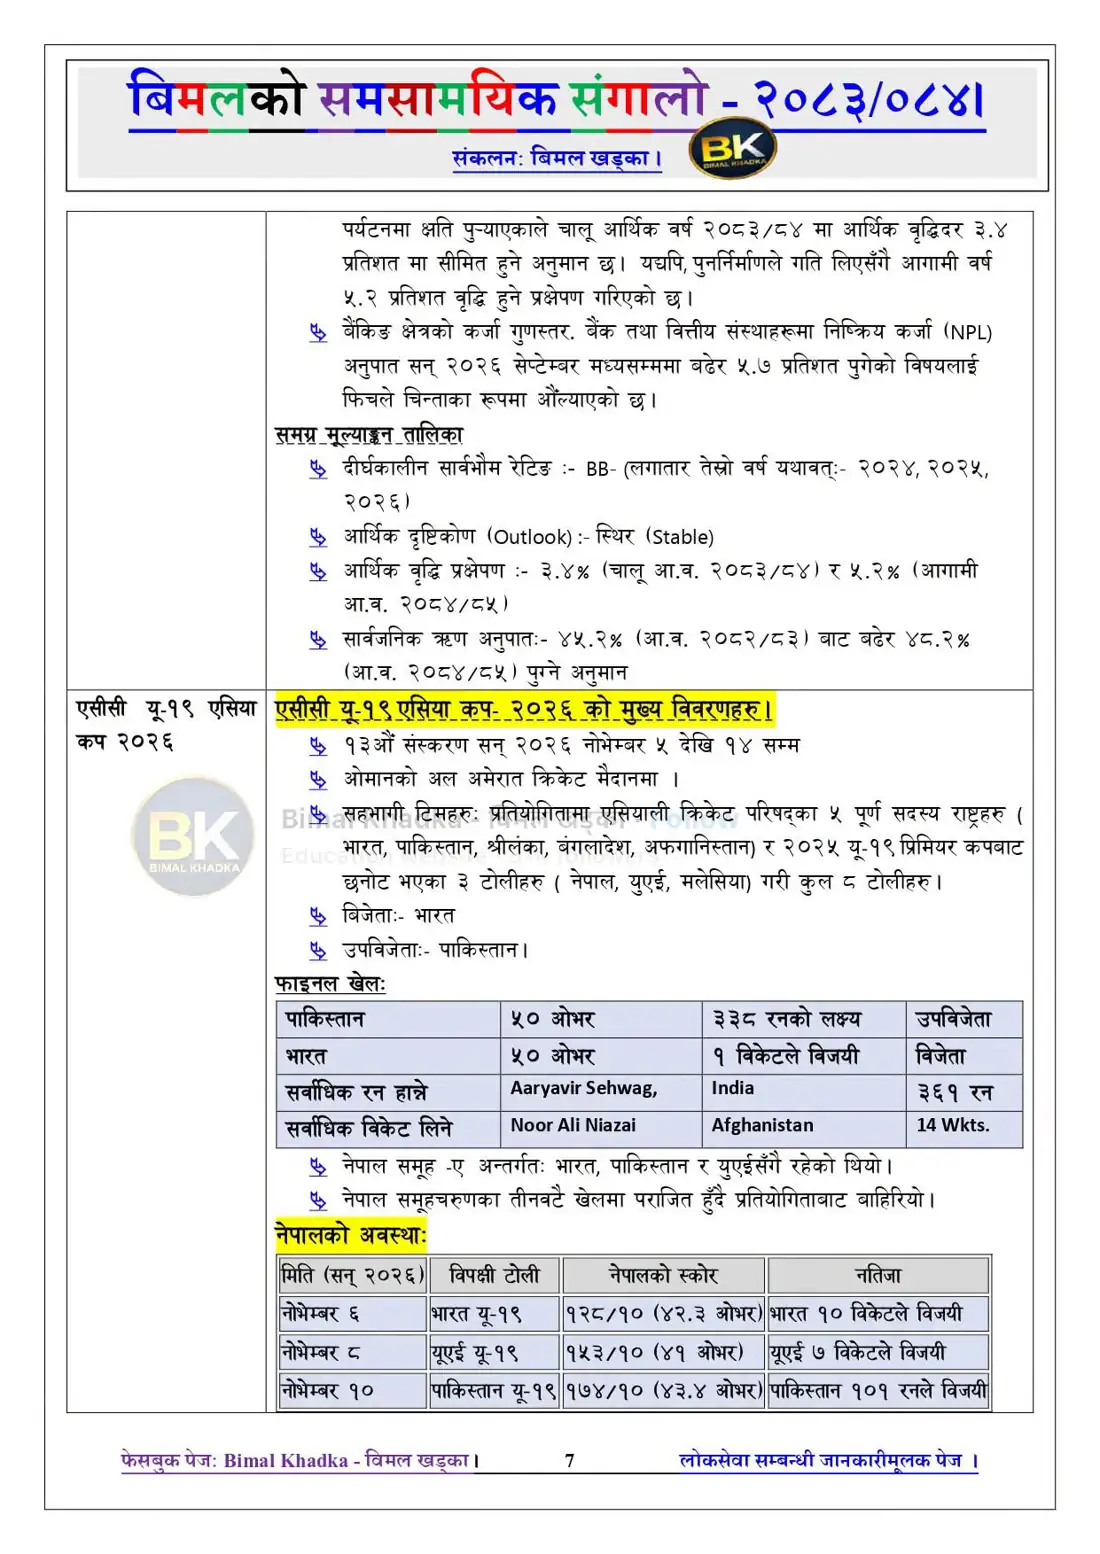 बिमलको समसामयिक संगालो - २०८३/०८४।
संकलन: बिमल खड्का।
BK
BIMAL KHADKA
पर्यटनमा क्षति पुऱ्याएकाले चालू आर्थिक वर्ष २०८३/८४ मा आर्थिक वृद्धिदर ३.४
प्रतिशत मा सीमित हुने अनुमान छ। यद्यपि, पुनर्निर्माणले गति लिएसँगै आगामी वर्ष
५.२ प्रतिशत वृद्धि हुने प्रक्षेपण गरिएको छ।
बैंकिङ क्षेत्रको कर्जा गुणस्तर. बैंक तथा वित्तीय संस्थाहरूमा निष्क्रिय कर्जा (NPL)
अनुपात सन् २०२६ सेप्टेम्बर मध्यसम्ममा बढेर ५.७ प्रतिशत पुगेको विषयलाई
फिचले चिन्ताका रूपमा औंल्याएको छ।
समग्र मूल्याङ्कन तालिका
दीर्घकालीन सार्वभौम रेटिङ :- BB- (लगातार तेस्रो वर्ष यथावत्:- २०२४, २०२५,
२०२६)
आर्थिक दृष्टिकोण (Outlook) :- स्थिर (Stable)
आर्थिक वृद्धि प्रक्षेपण :- ३.४% (चालू आ.व. २०८३/८४) र ५.२% (आगामी
आ.व. २०८४/८५)
सार्वजनिक ऋण अनुपात:- ४५.२% (आ.व. २०८२/८३) बाट बढेर ४८.२%
(आ.व. २०८४/८५) पुग्ने अनुमान
एसीसी यू-१९ एसिया
कप २०२६
एसीसी यू-१९ एसिया कप- २०२६ को मुख्य विवरणहरु।
१३औं संस्करण सन् २०२६ नोभेम्बर ५ देखि १४ सम्म
ओमानको अल अमेरात क्रिकेट मैदानमा ।
सहभागी टिमहरु: प्रतियोगितामा एसियाली क्रिकेट परिषद्का ५ पूर्ण सदस्य राष्ट्रहरु (
भारत, पाकिस्तान, श्रीलंका, बंगलादेश, अफगानिस्तान) र २०२५ यू-१९ प्रिमियर कपबाट
छनोट भएका ३ टोलीहरु ( नेपाल, युएई, मलेसिया) गरी कुल ८ टोलीहरु।
BK
BIMAL KHADKA
Bimal Khadka - विमल खड्का - Follow
बिजेता:- भारत
उपविजेता:- पाकिस्तान।
फाइनल खेल:
पाकिस्तान ५० ओभर ३३८ रनको लक्ष्य उपविजेता
भारत ५० ओभर १ विकेटले विजयी विजेता
सर्वाधिक रन हान्ने Aaryavir Sehwag, India ३६१ रन
सर्वाधिक विकेट लिने Noor Ali Niazai Afghanistan 14 Wkts.
नेपाल समूह -ए अन्तर्गत: भारत, पाकिस्तान र युएईसँगै रहेको थियो।
नेपाल समूहचरुणका तीनवटै खेलमा पराजित हुँदै प्रतियोगिताबाट बाहिरियो।
नेपालको अवस्था:
मिति (सन् २०२६) विपक्षी टोली नेपालको स्कोर नतिजा
नोभेम्बर ६ भारत यू-१९ १२८/१० (४२.३ ओभर) भारत १० विकेटले विजयी
नोभेम्बर ८ यूएई यू-१९ १५३/१० (४१ ओभर) यूएई ७ विकेटले विजयी
नोभेम्बर १० पाकिस्तान यू-१९ १७४/१० (४३.४ ओभर) पाकिस्तान १०१ रनले विजयी
फेसबुक पेज: Bimal Khadka - विमल खड्का। 7 लोकसेवा सम्बन्धी जानकारीमूलक पेज ।